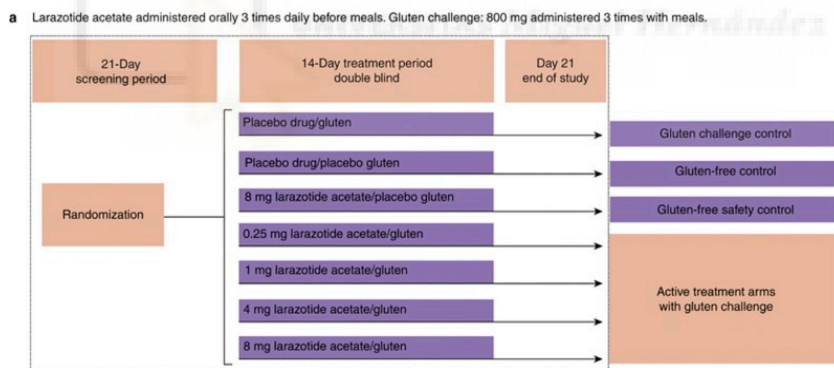 a Larazotide acetate administered orally 3 times daily before meals. Gluten challenge: 800 mg administered 3 times with meals.
21-Day
screening period
14-Day treatment period
double blind
Day 21
end of study
Randomization
Placebo drug/gluten
Gluten challenge control
Placebo drug/placebo gluten
Gluten-free control
8 mg larazotide acetate/placebo gluten
Gluten-free safety control
0.25 mg larazotide acetate/gluten
1 mg larazotide acetate/gluten
4 mg larazotide acetate/gluten
8 mg larazotide acetate/gluten
Active treatment arms
with gluten challenge